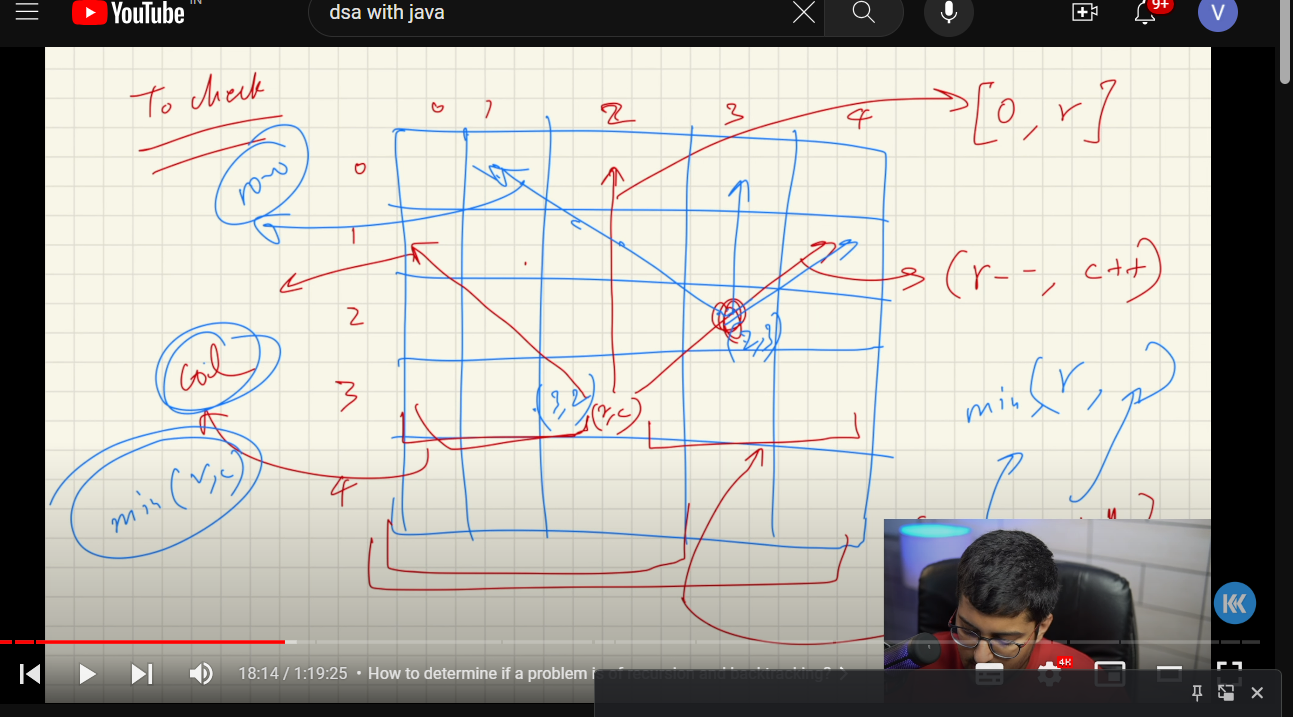 YouTube IN
dsa with java
9+
V
To check
0 1 2 3 4
[0, r]
row
0
1
(r--, c++)
2
(2,3)
col
3
(3,2)
(r,c)
min(r,
min(r,c)
4
18:14 / 1:19:25 • How to determine if a problem is of recursion and backtracking?
4K